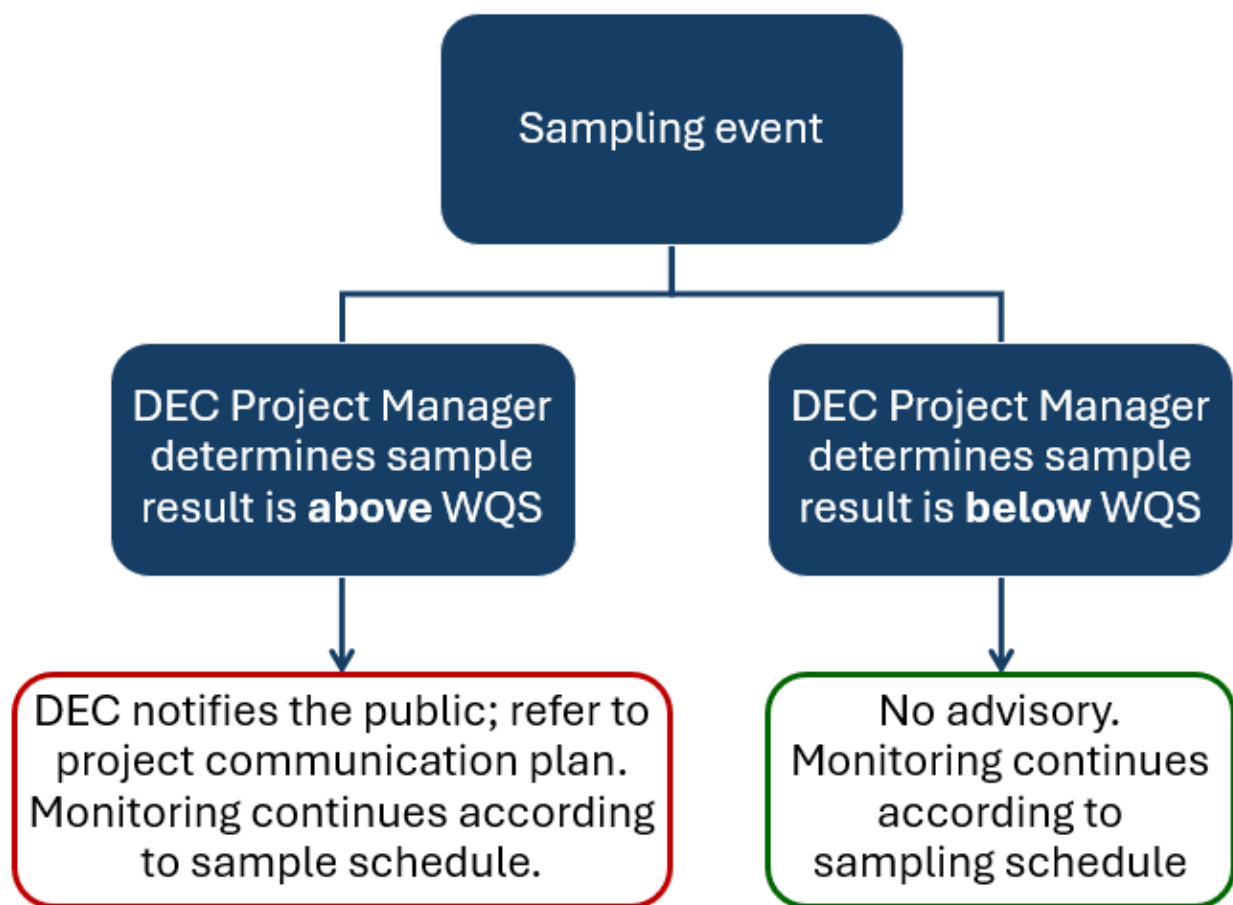 Sampling event
DEC Project Manager
determines sample
result is above WQS
DEC Project Manager
determines sample
result is below WQS
DEC notifies the public; refer to
project communication plan.
Monitoring continues according
to sample schedule.
No advisory.
Monitoring continues
according to
sampling schedule